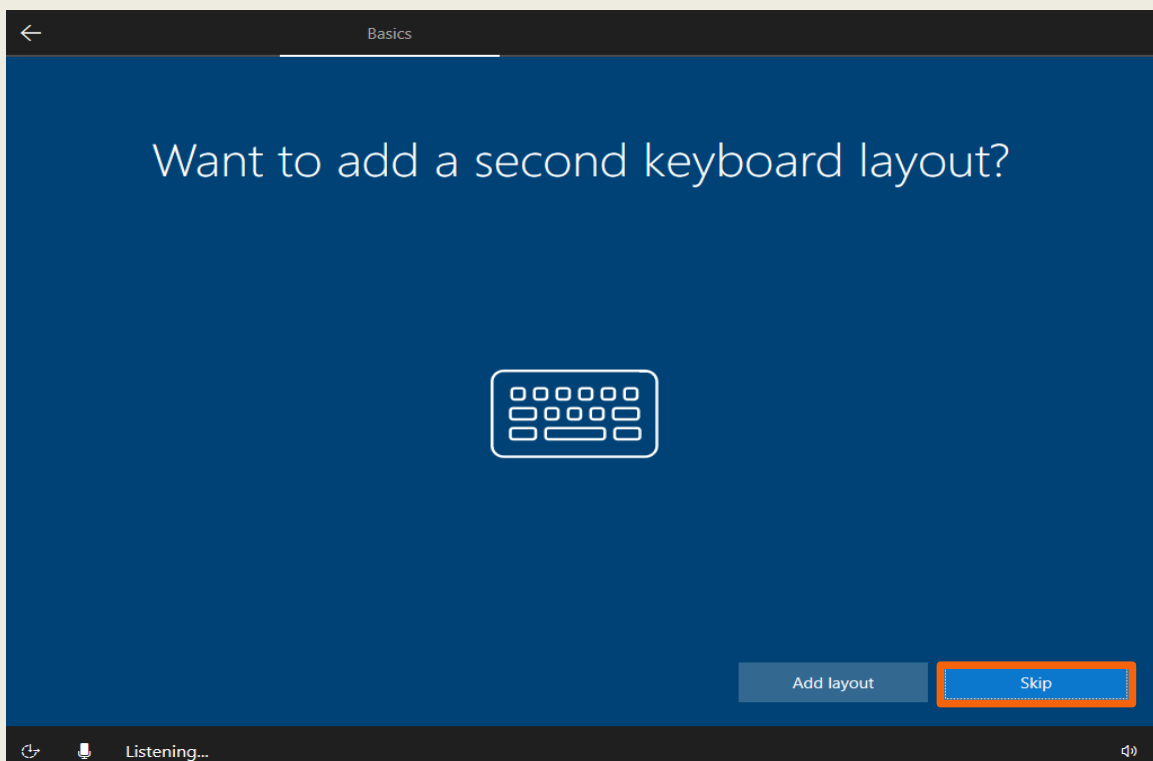 Basics
Want to add a second keyboard layout?
Add layout
Skip
Listening...